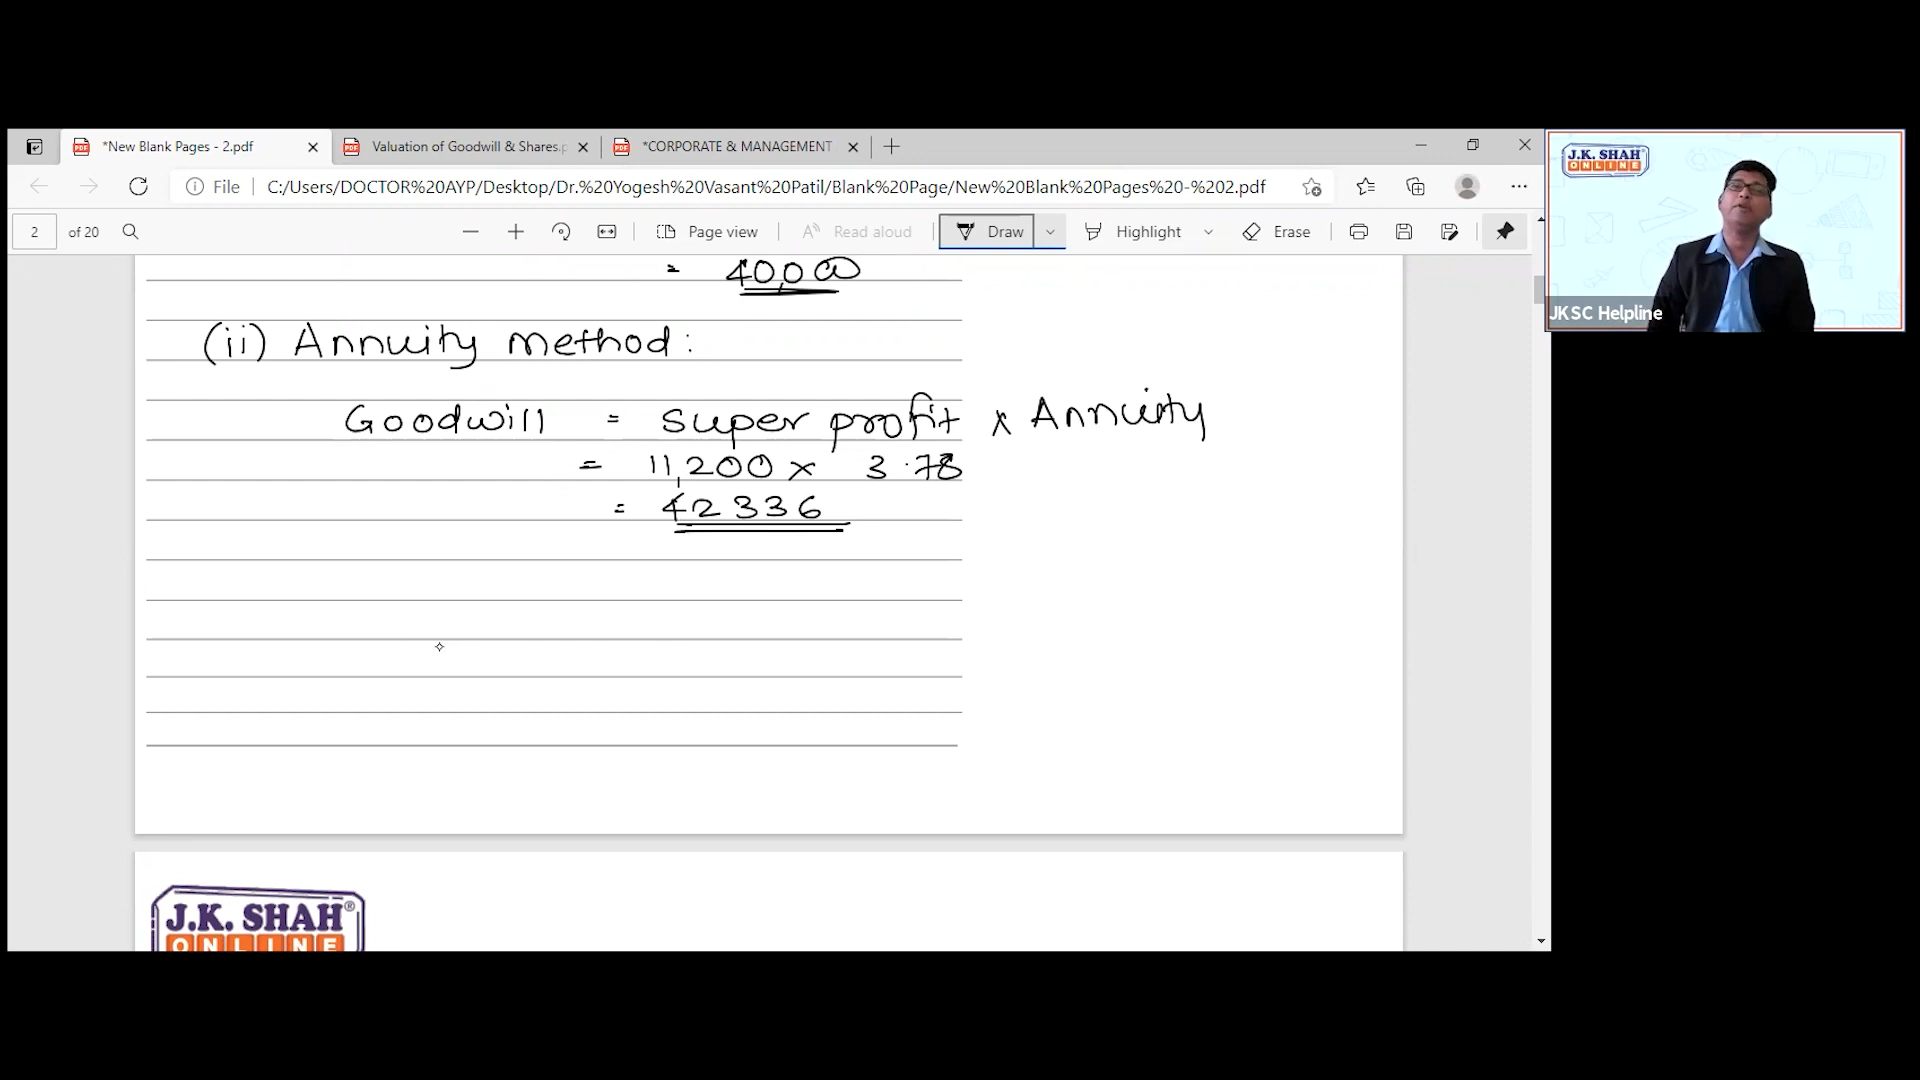 *New Blank Pages - 2.pdf
Valuation of Goodwill & Shares.p
*CORPORATE & MANAGEMENT
File
C:/Users/DOCTOR%20AYP/Desktop/Dr.%20Yogesh%20Vasant%20Patil/Blank%20Page/New%20Blank%20Pages%20-%202.pdf
2 of 20
Page view
Read aloud
Draw
Highlight
Erase
J.K. SHAH
ONLINE
JKSC Helpline
= 40,000
(ii) Annuity method:
Goodwill = super profit x Annuity
= 11,200 x 3.78
= 42336
J.K. SHAH®
ONLINE